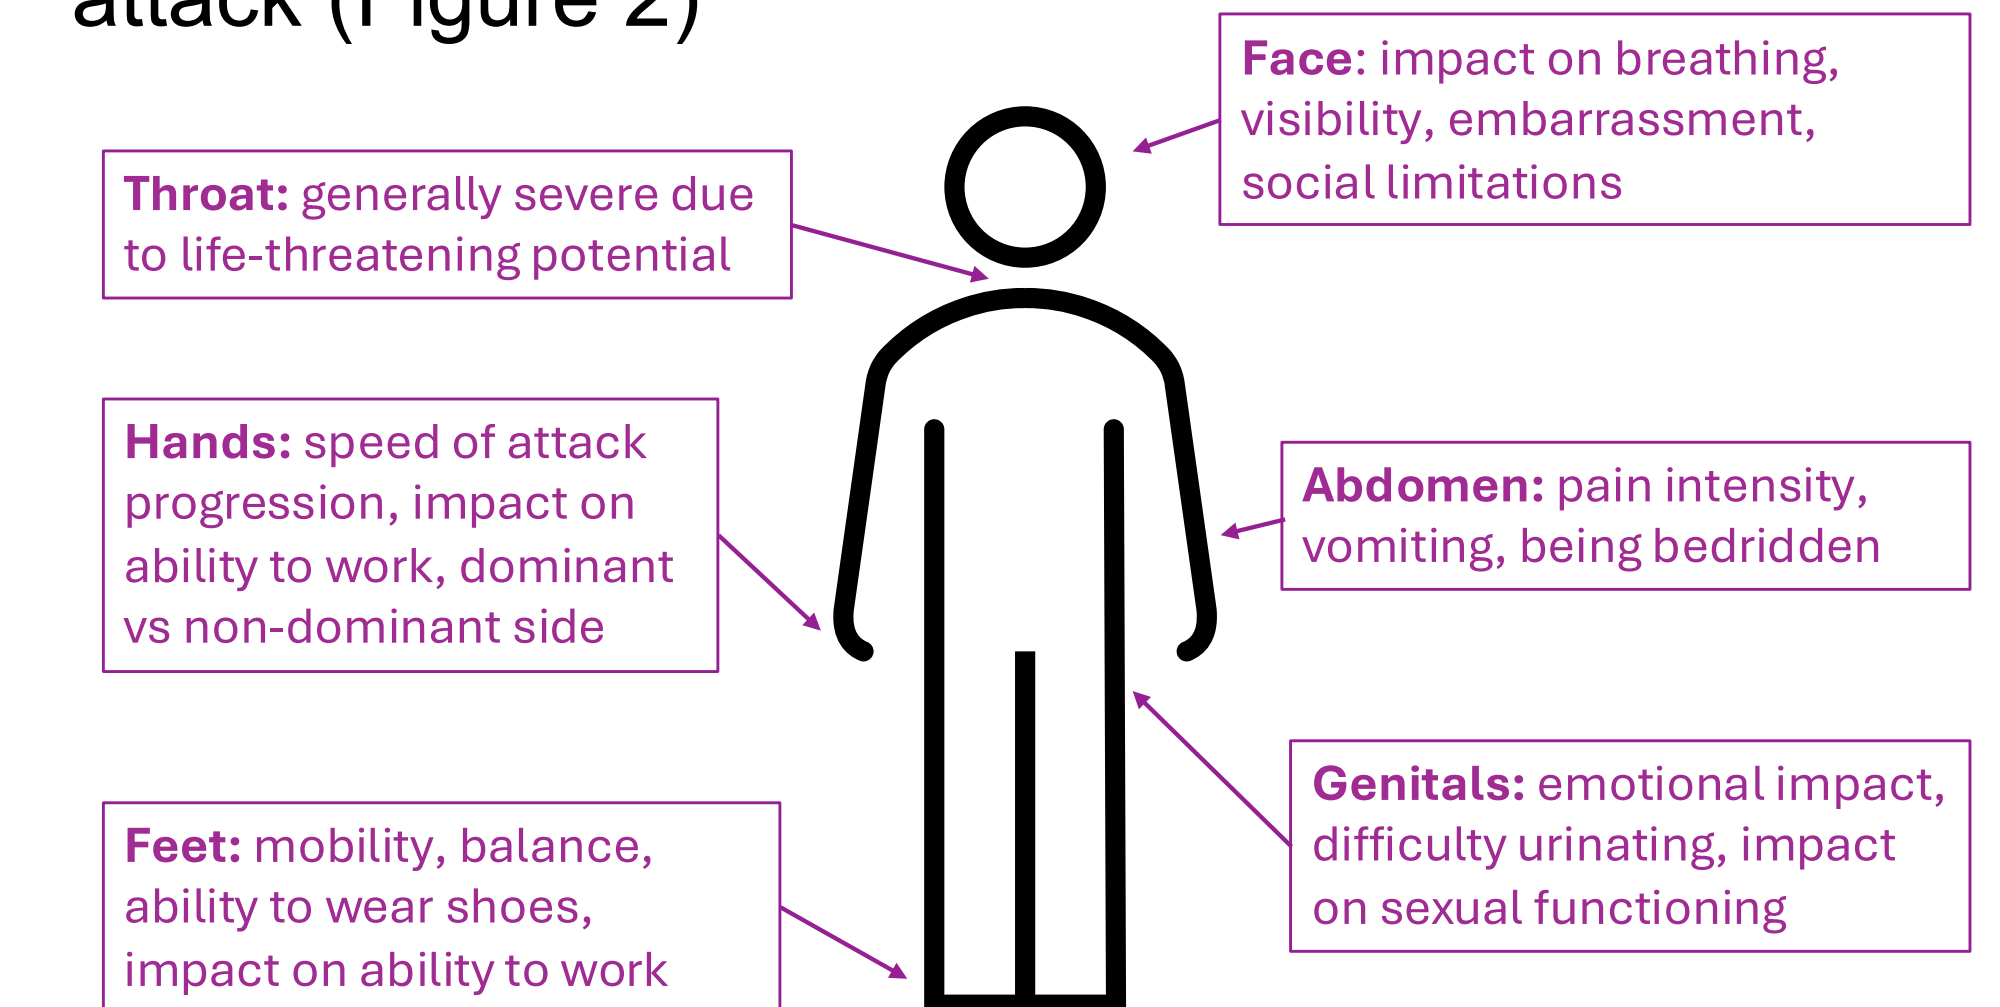 attack (Figure 2)
Face: impact on breathing,
visibility, embarrassment,
social limitations
Throat: generally severe due
to life-threatening potential
Hands: speed of attack
progression, impact on
ability to work, dominant
vs non-dominant side
Abdomen: pain intensity,
vomiting, being bedridden
Genitals: emotional impact,
difficulty urinating, impact
on sexual functioning
Feet: mobility, balance,
ability to wear shoes,
impact on ability to work